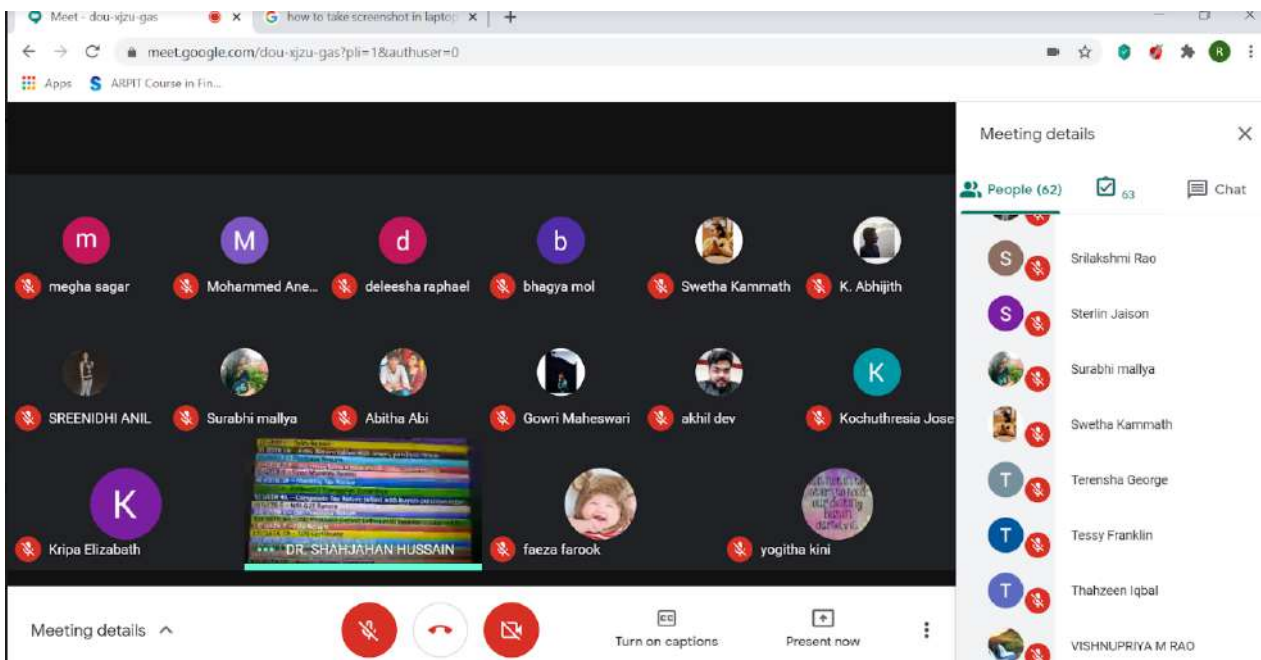 Meet - dou-xjzu-gas
how to take screenshot in laptop
meet.google.com/dou-xjzu-gas?pli=1&authuser=0
R
Apps
S ARPIT Course in Fin...
Meeting details
People (62)
63
Chat
m
M
d
b
megha sagar
Mohammed Ane...
deleesha raphael
bhagya mol
Swetha Kammath
K. Abhijith
K
SREENIDHI ANIL
Surabhi mallya
Abitha Abi
Gowri Maheswari
akhil dev
Kochuthresia Jose
K
Kripa Elizabath
DR. SHAHJAHAN HUSSAIN
faeza farook
yogitha kini
S
Srilakshmi Rao
S
Sterlin Jaison
Surabhi mallya
Swetha Kammath
T
Terensha George
T
Tessy Franklin
T
Thahzeen Iqbal
VISHNUPRIYA M RAO
Meeting details
CC
Turn on captions
Present now